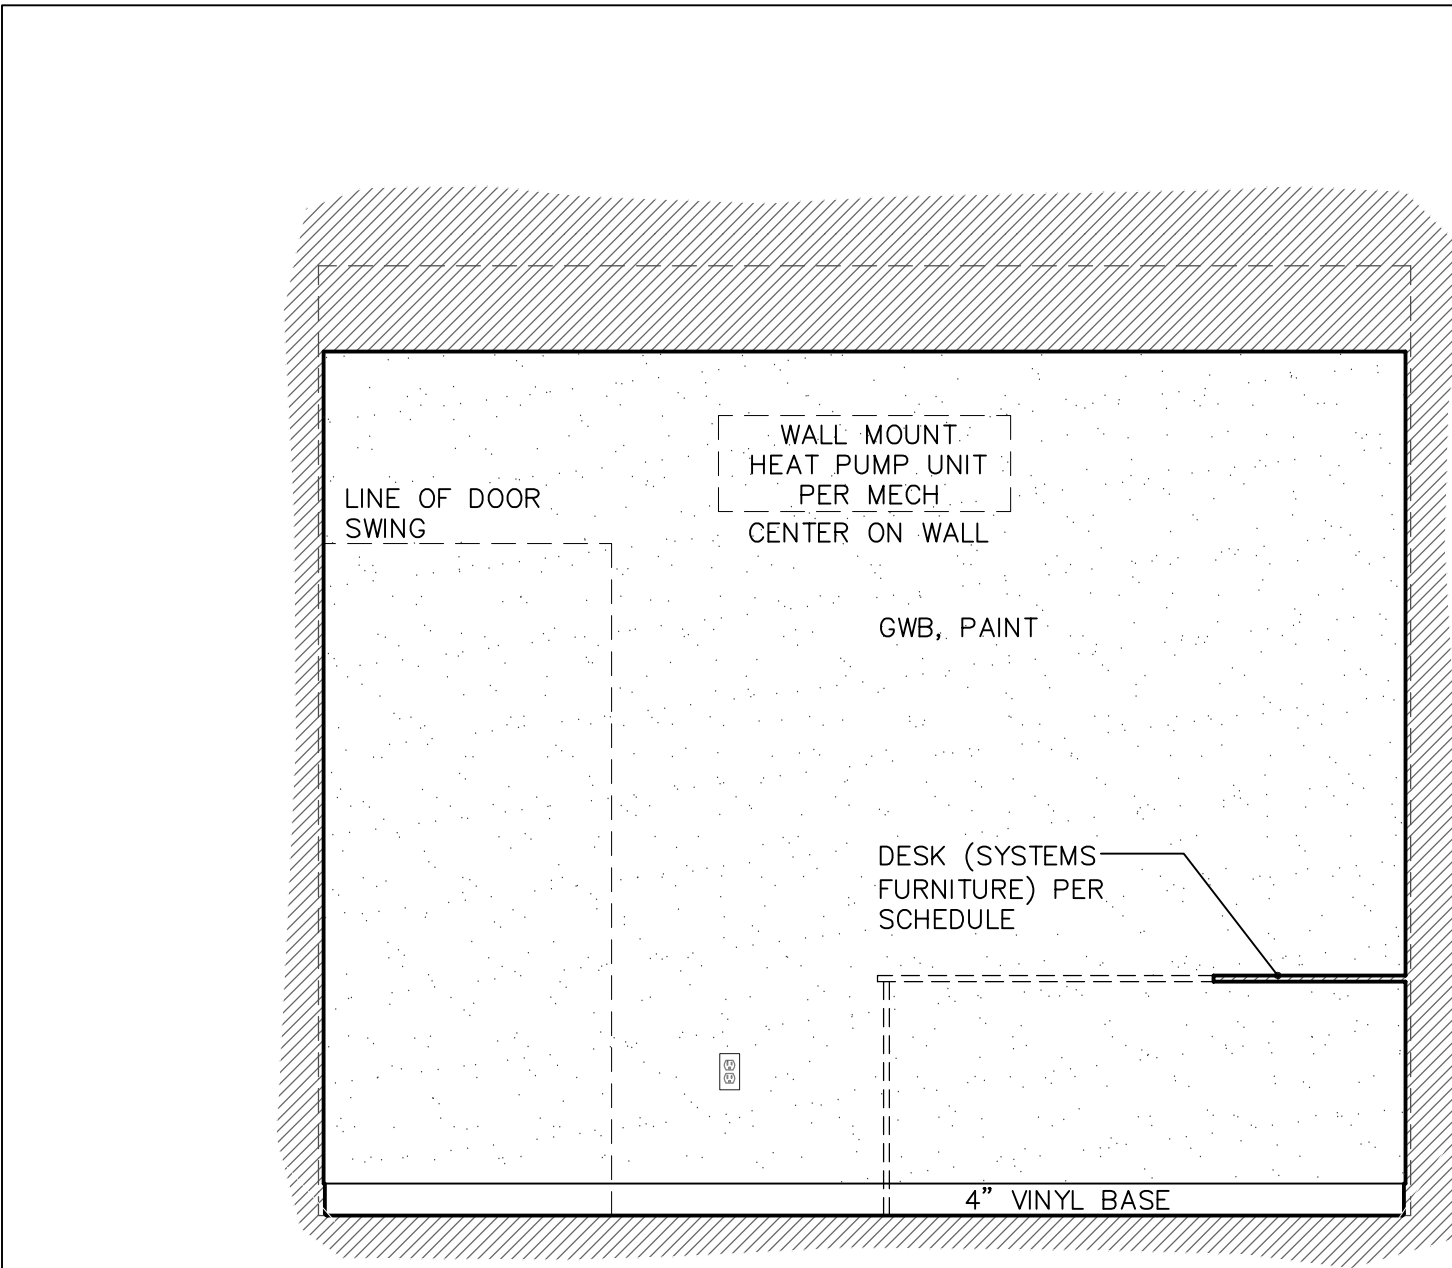 WALL MOUNT
HEAT PUMP UNIT
PER MECH
CENTER ON WALL
LINE OF DOOR
SWING
GWB, PAINT
DESK (SYSTEMS
FURNITURE) PER
SCHEDULE
4” VINYL BASE